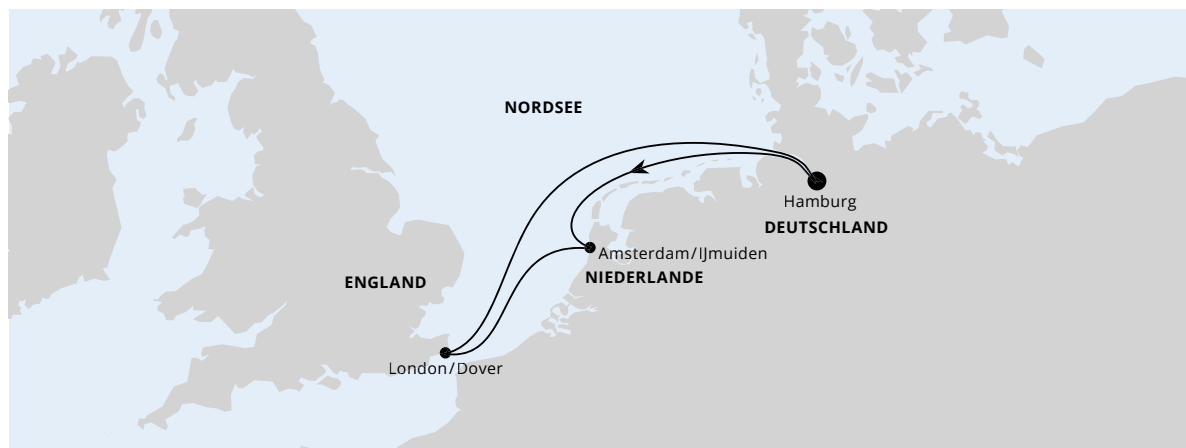 NORDSEE
Hamburg
DEUTSCHLAND
Amsterdam/IJmuiden
NIEDERLANDE
ENGLAND
London/Dover